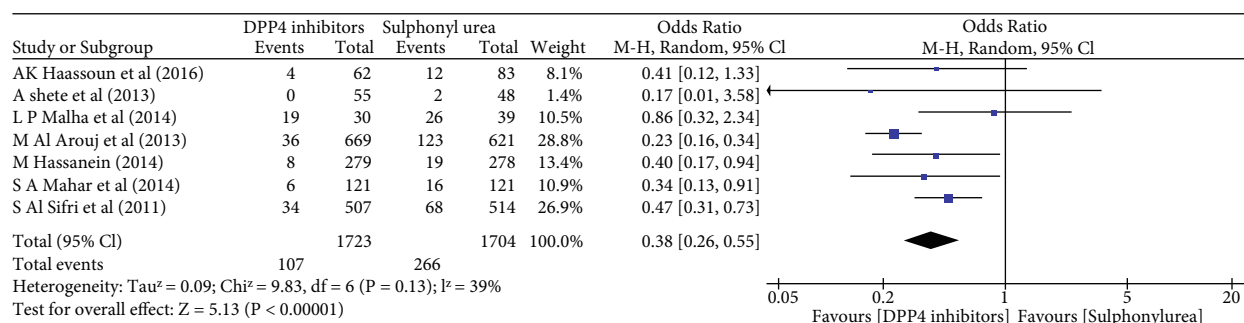 DPP4 inhibitors Sulphonyl urea Odds Ratio Odds Ratio
Study or Subgroup Events Total Events Total Weight M-H, Random, 95% Cl M-H, Random, 95% Cl
AK Haassoun et al (2016) 4 62 12 83 8.1% 0.41 [0.12, 1.33]
A shete et al (2013) 0 55 2 48 1.4% 0.17 [0.01, 3.58]
L P Malha et al (2014) 19 30 26 39 10.5% 0.86 [0.32, 2.34]
M Al Arouj et al (2013) 36 669 123 621 28.8% 0.23 [0.16, 0.34]
M Hassanein (2014) 8 279 19 278 13.4% 0.40 [0.17, 0.94]
S A Mahar et al (2014) 6 121 16 121 10.9% 0.34 [0.13, 0.91]
S Al Sifri et al (2011) 34 507 68 514 26.9% 0.47 [0.31, 0.73]
Total (95% Cl) 1723 1704 100.0% 0.38 [0.26, 0.55]
Total events 107 266
Heterogeneity: Tauᶻ = 0.09; Chiᶻ = 9.83, df = 6 (P = 0.13); lᶻ = 39%
Test for overall effect: Z = 5.13 (P < 0.00001)
0.05 0.2 1 5 20
Favours [DPP4 inhibitors] Favours [Sulphonylurea]